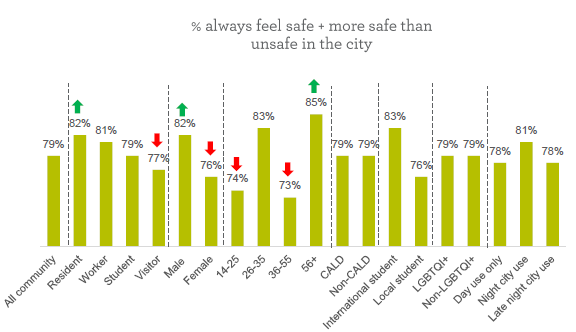 % always feel safe + more safe than
unsafe in the city
79%
82%
81%
79%
77%
82%
76%
74%
83%
73%
85%
79%
79%
83%
76%
79%
79%
78%
81%
78%
All community
Resident
Worker
Student
Visitor
Male
Female
14-25
26-35
36-55
56+
CALD
Non-CALD
International student
Local student
LGBTQI+
Non-LGBTQI+
Day use only
Night city use
Late night city use